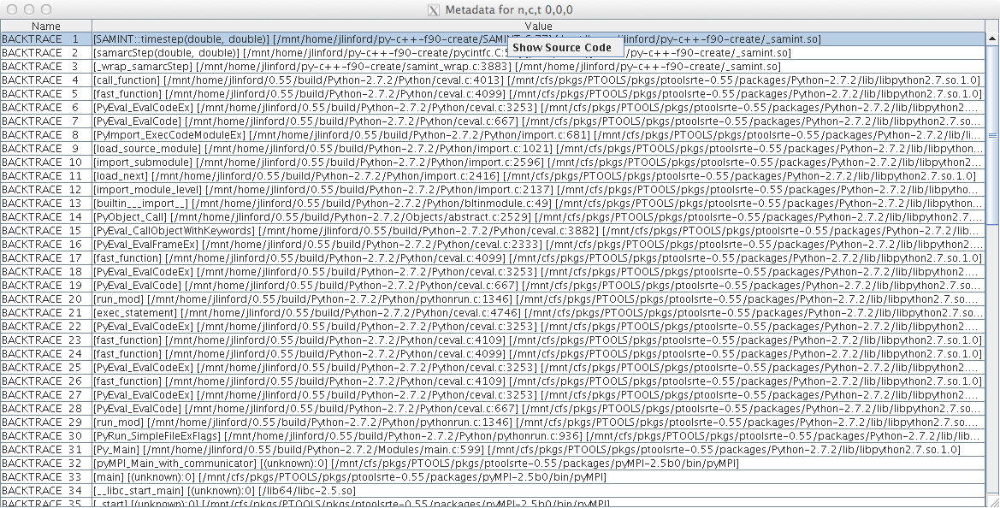 Metadata for n,c,t 0,0,0
Name Value
BACKTRACE 1 [SAMINT::timestep(double, double)] [/mnt/home/jlinford/py-c++-f90-create/SAMINT.C:77] py-c++-f90-create/_samint.so]
Show Source Code
BACKTRACE 2 [samarcStep(double, double)] [/mnt/home/jlinford/py-c++-f90-create/pycintfc.C: /py-c++-f90-create/_samint.so]
BACKTRACE 3 [_wrap_samarcStep] [/mnt/home/jlinford/py-c++-f90-create/samint_wrap.c:3883] [/mnt/home/jlinford/py-c++-f90-create/_samint.so]
BACKTRACE 4 [call_function] [/mnt/home/jlinford/0.55/build/Python-2.7.2/Python/ceval.c:4013] [/mnt/cfs/pkgs/PTOOLS/pkgs/ptoolsrte-0.55/packages/Python-2.7.2/lib/libpython2.7.so.1.0]
BACKTRACE 5 [fast_function] [/mnt/home/jlinford/0.55/build/Python-2.7.2/Python/ceval.c:4099] [/mnt/cfs/pkgs/PTOOLS/pkgs/ptoolsrte-0.55/packages/Python-2.7.2/lib/libpython2.7.so.1.0]
BACKTRACE 6 [PyEval_EvalCodeEx] [/mnt/home/jlinford/0.55/build/Python-2.7.2/Python/ceval.c:3253] [/mnt/cfs/pkgs/PTOOLS/pkgs/ptoolsrte-0.55/packages/Python-2.7.2/lib/libpython2....
BACKTRACE 7 [PyEval_EvalCode] [/mnt/home/jlinford/0.55/build/Python-2.7.2/Python/ceval.c:667] [/mnt/cfs/pkgs/PTOOLS/pkgs/ptoolsrte-0.55/packages/Python-2.7.2/lib/libpython2.7.so....
BACKTRACE 8 [PyImport_ExecCodeModuleEx] [/mnt/home/jlinford/0.55/build/Python-2.7.2/Python/import.c:681] [/mnt/cfs/pkgs/PTOOLS/pkgs/ptoolsrte-0.55/packages/Python-2.7.2/lib/li...
BACKTRACE 9 [load_source_module] [/mnt/home/jlinford/0.55/build/Python-2.7.2/Python/import.c:1021] [/mnt/cfs/pkgs/PTOOLS/pkgs/ptoolsrte-0.55/packages/Python-2.7.2/lib/libpython...
BACKTRACE 10 [import_submodule] [/mnt/home/jlinford/0.55/build/Python-2.7.2/Python/import.c:2596] [/mnt/cfs/pkgs/PTOOLS/pkgs/ptoolsrte-0.55/packages/Python-2.7.2/lib/libpython2...
BACKTRACE 11 [load_next] [/mnt/home/jlinford/0.55/build/Python-2.7.2/Python/import.c:2416] [/mnt/cfs/pkgs/PTOOLS/pkgs/ptoolsrte-0.55/packages/Python-2.7.2/lib/libpython2.7.so.1.0]
BACKTRACE 12 [import_module_level] [/mnt/home/jlinford/0.55/build/Python-2.7.2/Python/import.c:2137] [/mnt/cfs/pkgs/PTOOLS/pkgs/ptoolsrte-0.55/packages/Python-2.7.2/lib/libpytho...
BACKTRACE 13 [builtin___import__] [/mnt/home/jlinford/0.55/build/Python-2.7.2/Python/bltinmodule.c:49] [/mnt/cfs/pkgs/PTOOLS/pkgs/ptoolsrte-0.55/packages/Python-2.7.2/lib/libpython...
BACKTRACE 14 [PyObject_Call] [/mnt/home/jlinford/0.55/build/Python-2.7.2/Objects/abstract.c:2529] [/mnt/cfs/pkgs/PTOOLS/pkgs/ptoolsrte-0.55/packages/Python-2.7.2/lib/libpython2.7...
BACKTRACE 15 [PyEval_CallObjectWithKeywords] [/mnt/home/jlinford/0.55/build/Python-2.7.2/Python/ceval.c:3882] [/mnt/cfs/pkgs/PTOOLS/pkgs/ptoolsrte-0.55/packages/Python-2.7.2/lib...
BACKTRACE 16 [PyEval_EvalFrameEx] [/mnt/home/jlinford/0.55/build/Python-2.7.2/Python/ceval.c:2333] [/mnt/cfs/pkgs/PTOOLS/pkgs/ptoolsrte-0.55/packages/Python-2.7.2/lib/libpython2....
BACKTRACE 17 [fast_function] [/mnt/home/jlinford/0.55/build/Python-2.7.2/Python/ceval.c:4099] [/mnt/cfs/pkgs/PTOOLS/pkgs/ptoolsrte-0.55/packages/Python-2.7.2/lib/libpython2.7.so.1.0]
BACKTRACE 18 [PyEval_EvalCodeEx] [/mnt/home/jlinford/0.55/build/Python-2.7.2/Python/ceval.c:3253] [/mnt/cfs/pkgs/PTOOLS/pkgs/ptoolsrte-0.55/packages/Python-2.7.2/lib/libpython2....
BACKTRACE 19 [PyEval_EvalCode] [/mnt/home/jlinford/0.55/build/Python-2.7.2/Python/ceval.c:667] [/mnt/cfs/pkgs/PTOOLS/pkgs/ptoolsrte-0.55/packages/Python-2.7.2/lib/libpython2.7.so....
BACKTRACE 20 [run_mod] [/mnt/home/jlinford/0.55/build/Python-2.7.2/Python/pythonrun.c:1346] [/mnt/cfs/pkgs/PTOOLS/pkgs/ptoolsrte-0.55/packages/Python-2.7.2/lib/libpython2.7.so....
BACKTRACE 21 [exec_statement] [/mnt/home/jlinford/0.55/build/Python-2.7.2/Python/ceval.c:4746] [/mnt/cfs/pkgs/PTOOLS/pkgs/ptoolsrte-0.55/packages/Python-2.7.2/lib/libpython2.7.so...
BACKTRACE 22 [PyEval_EvalCodeEx] [/mnt/home/jlinford/0.55/build/Python-2.7.2/Python/ceval.c:3253] [/mnt/cfs/pkgs/PTOOLS/pkgs/ptoolsrte-0.55/packages/Python-2.7.2/lib/libpython2....
BACKTRACE 23 [fast_function] [/mnt/home/jlinford/0.55/build/Python-2.7.2/Python/ceval.c:4109] [/mnt/cfs/pkgs/PTOOLS/pkgs/ptoolsrte-0.55/packages/Python-2.7.2/lib/libpython2.7.so.1.0]
BACKTRACE 24 [fast_function] [/mnt/home/jlinford/0.55/build/Python-2.7.2/Python/ceval.c:4099] [/mnt/cfs/pkgs/PTOOLS/pkgs/ptoolsrte-0.55/packages/Python-2.7.2/lib/libpython2.7.so.1.0]
BACKTRACE 25 [PyEval_EvalCodeEx] [/mnt/home/jlinford/0.55/build/Python-2.7.2/Python/ceval.c:3253] [/mnt/cfs/pkgs/PTOOLS/pkgs/ptoolsrte-0.55/packages/Python-2.7.2/lib/libpython2....
BACKTRACE 26 [fast_function] [/mnt/home/jlinford/0.55/build/Python-2.7.2/Python/ceval.c:4109] [/mnt/cfs/pkgs/PTOOLS/pkgs/ptoolsrte-0.55/packages/Python-2.7.2/lib/libpython2.7.so.1.0]
BACKTRACE 27 [PyEval_EvalCodeEx] [/mnt/home/jlinford/0.55/build/Python-2.7.2/Python/ceval.c:3253] [/mnt/cfs/pkgs/PTOOLS/pkgs/ptoolsrte-0.55/packages/Python-2.7.2/lib/libpython2....
BACKTRACE 28 [PyEval_EvalCode] [/mnt/home/jlinford/0.55/build/Python-2.7.2/Python/ceval.c:667] [/mnt/cfs/pkgs/PTOOLS/pkgs/ptoolsrte-0.55/packages/Python-2.7.2/lib/libpython2.7.so....
BACKTRACE 29 [run_mod] [/mnt/home/jlinford/0.55/build/Python-2.7.2/Python/pythonrun.c:1346] [/mnt/cfs/pkgs/PTOOLS/pkgs/ptoolsrte-0.55/packages/Python-2.7.2/lib/libpython2.7.so....
BACKTRACE 30 [PyRun_SimpleFileExFlags] [/mnt/home/jlinford/0.55/build/Python-2.7.2/Python/pythonrun.c:936] [/mnt/cfs/pkgs/PTOOLS/pkgs/ptoolsrte-0.55/packages/Python-2.7.2/lib/lib...
BACKTRACE 31 [Py_Main] [/mnt/home/jlinford/0.55/build/Python-2.7.2/Modules/main.c:599] [/mnt/cfs/pkgs/PTOOLS/pkgs/ptoolsrte-0.55/packages/Python-2.7.2/lib/libpython2.7.so.1.0]
BACKTRACE 32 [pyMPI_Main_with_communicator] [(unknown):0] [/mnt/cfs/pkgs/PTOOLS/pkgs/ptoolsrte-0.55/packages/pyMPI-2.5b0/bin/pyMPI]
BACKTRACE 33 [main] [(unknown):0] [/mnt/cfs/pkgs/PTOOLS/pkgs/ptoolsrte-0.55/packages/pyMPI-2.5b0/bin/pyMPI]
BACKTRACE 34 [__libc_start_main] [(unknown):0] [/lib64/libc-2.5.so]
BACKTRACE 35 [_start] [(unknown):0] [/mnt/cfs/pkgs/PTOOLS/pkgs/ptoolsrte-0.55/packages/pyMPI-2.5b0/bin/pyMPI]